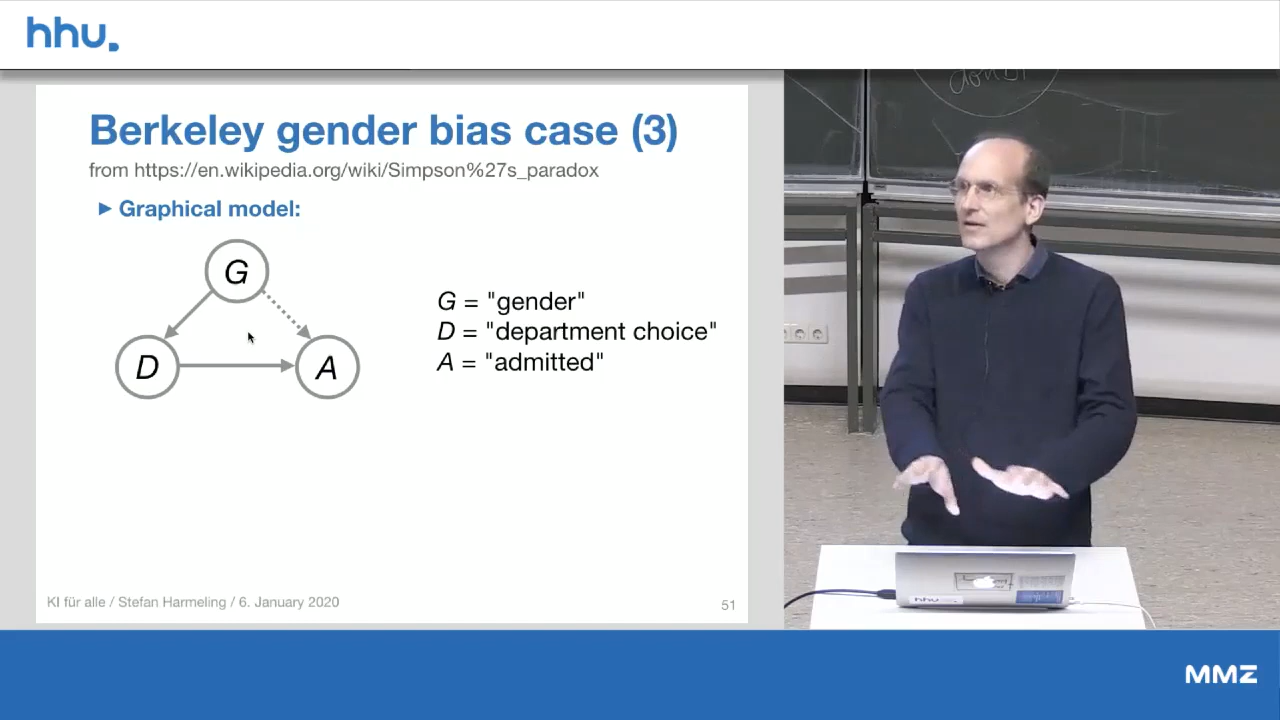 hhu.
Berkeley gender bias case (3)
from https://en.wikipedia.org/wiki/Simpson%27s_paradox
► Graphical model:
G
D
A
G = "gender"
D = "department choice"
A = "admitted"
KI für alle / Stefan Harmeling / 6. January 2020
51
hhu
MMZ